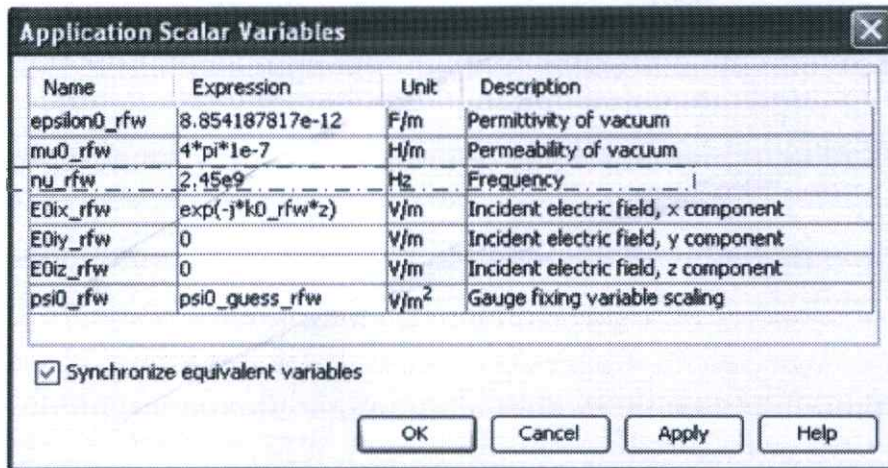 Application Scalar Variables
Name Expression Unit Description
epsilon0_rfw 8.854187817e-12 F/m Permittivity of vacuum
mu0_rfw 4*pi*1e-7 H/m Permeability of vacuum
nu_rfw 2.45e9 Hz Frequency
E0ix_rfw exp(-j*k0_rfw*z) V/m Incident electric field, x component
E0iy_rfw 0 V/m Incident electric field, y component
E0iz_rfw 0 V/m Incident electric field, z component
psi0_rfw psi0_guess_rfw V/m² Gauge fixing variable scaling
Synchronize equivalent variables
OK Cancel Apply Help